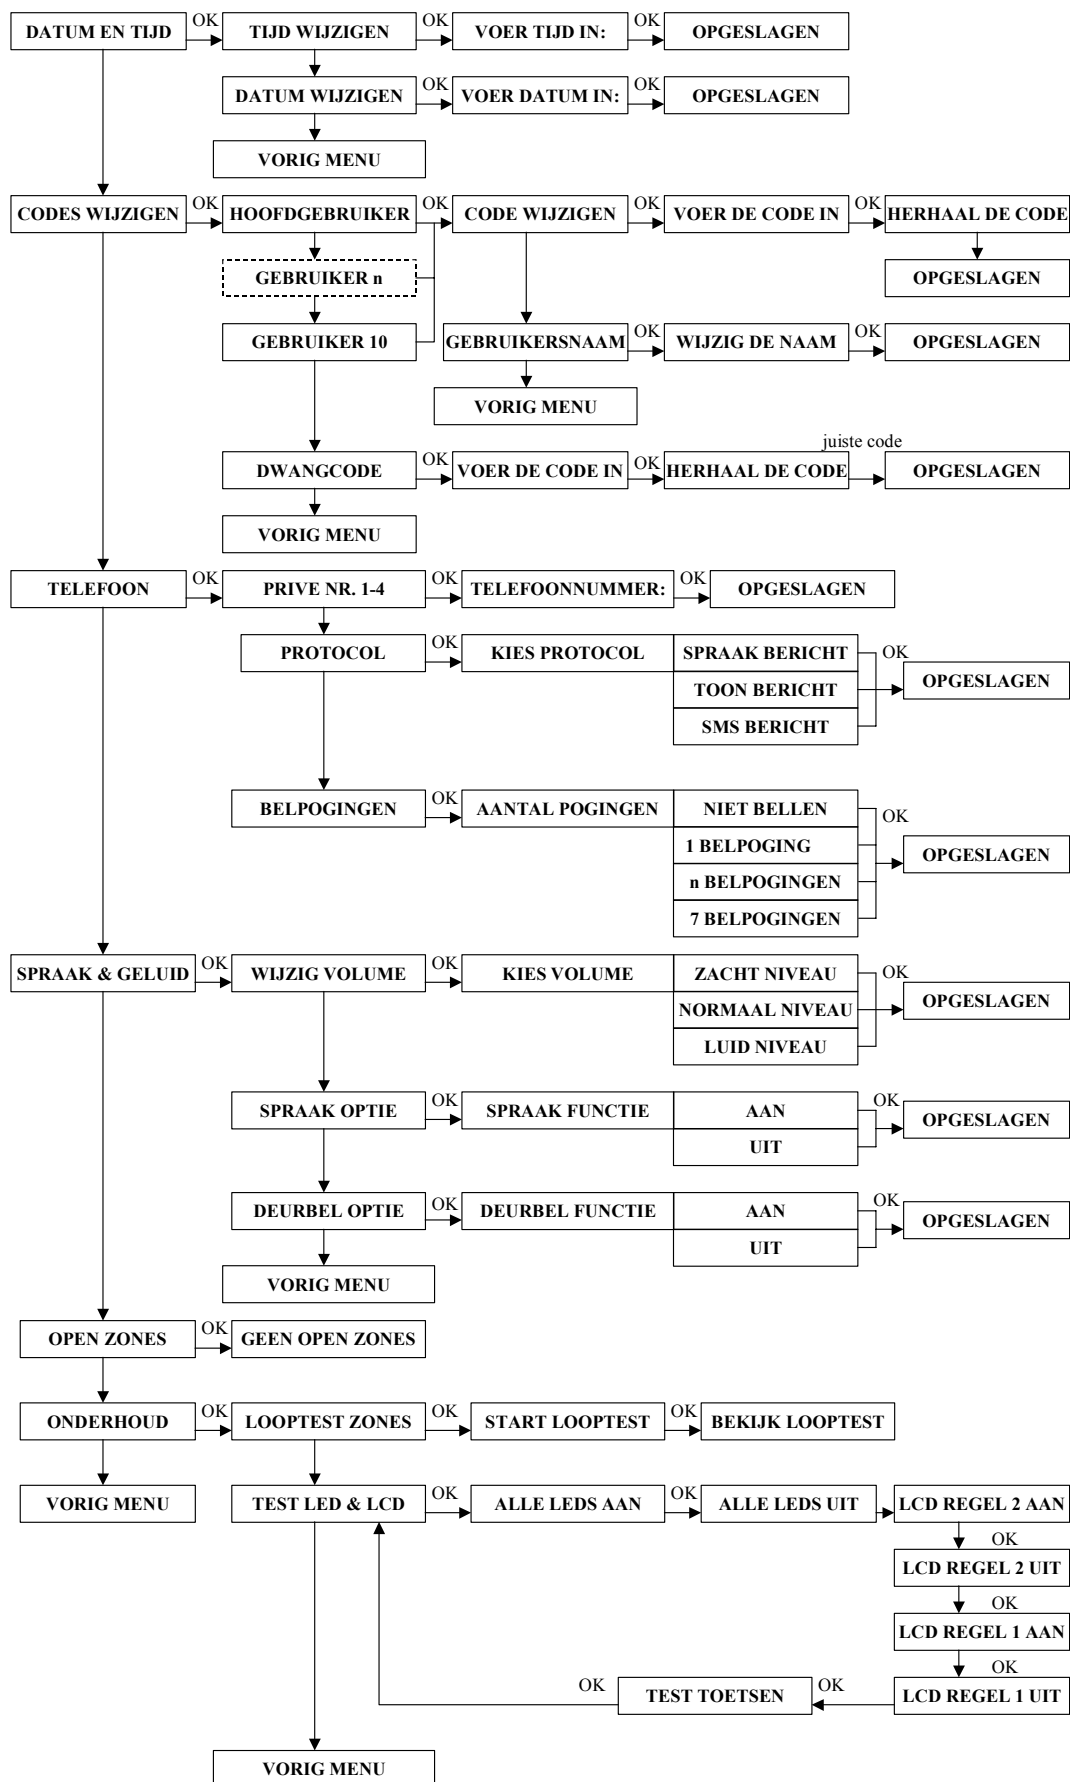 DATUM EN TIJD OK TIJD WIJZIGEN OK VOER TIJD IN: OK OPGESLAGEN
DATUM WIJZIGEN OK VOER DATUM IN: OK OPGESLAGEN
VORIG MENU
CODES WIJZIGEN OK HOOFDGEBRUIKER OK CODE WIJZIGEN OK VOER DE CODE IN OK HERHAAL DE CODE
GEBRUIKER n OPGESLAGEN
GEBRUIKER 10 GEBRUIKERSNAAM OK WIJZIG DE NAAM OK OPGESLAGEN
VORIG MENU
juiste code
DWANGCODE OK VOER DE CODE IN OK HERHAAL DE CODE OPGESLAGEN
VORIG MENU
TELEFOON OK PRIVE NR. 1-4 OK TELEFOONNUMMER: OK OPGESLAGEN
PROTOCOL OK KIES PROTOCOL SPRAAK BERICHT OK
TOON BERICHT OPGESLAGEN
SMS BERICHT
BELPOGINGEN OK AANTAL POGINGEN NIET BELLEN OK
1 BELPOGING OPGESLAGEN
n BELPOGINGEN
7 BELPOGINGEN
SPRAAK & GELUID OK WIJZIG VOLUME OK KIES VOLUME ZACHT NIVEAU OK
NORMAAL NIVEAU OPGESLAGEN
LUID NIVEAU
SPRAAK OPTIE OK SPRAAK FUNCTIE AAN OK OPGESLAGEN
UIT
DEURBEL OPTIE OK DEURBEL FUNCTIE AAN OK OPGESLAGEN
UIT
VORIG MENU
OPEN ZONES OK GEEN OPEN ZONES
ONDERHOUD OK LOOPTEST ZONES OK START LOOPTEST OK BEKIJK LOOPTEST
VORIG MENU TEST LED & LCD OK ALLE LEDS AAN OK ALLE LEDS UIT LCD REGEL 2 AAN
OK
LCD REGEL 2 UIT
OK
LCD REGEL 1 AAN
OK
OK TEST TOETSEN OK LCD REGEL 1 UIT
VORIG MENU